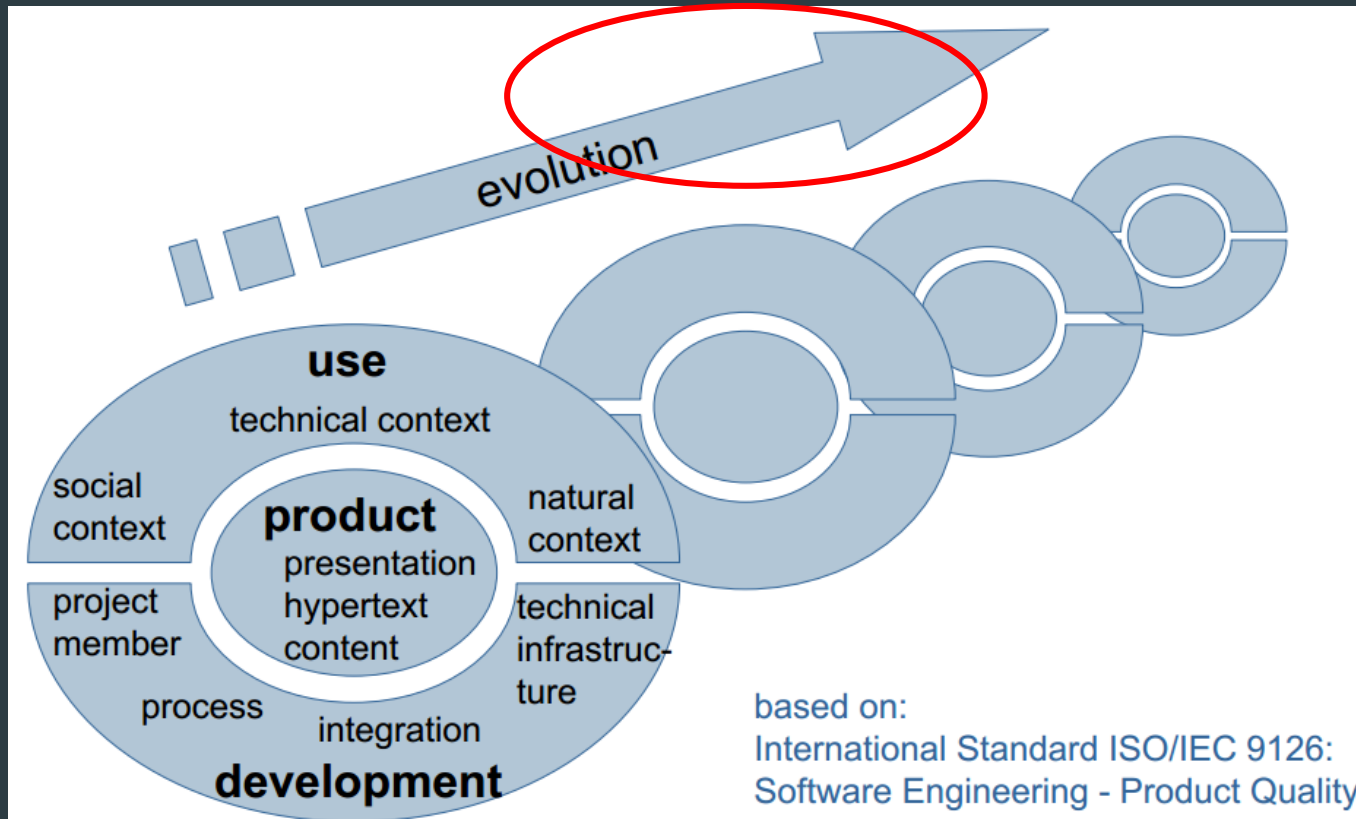 evolution
use
technical context
social
context
natural
context
product
presentation
hypertext
content
project
member
technical
infrastruc-
ture
process
integration
development
based on:
International Standard ISO/IEC 9126:
Software Engineering - Product Quality